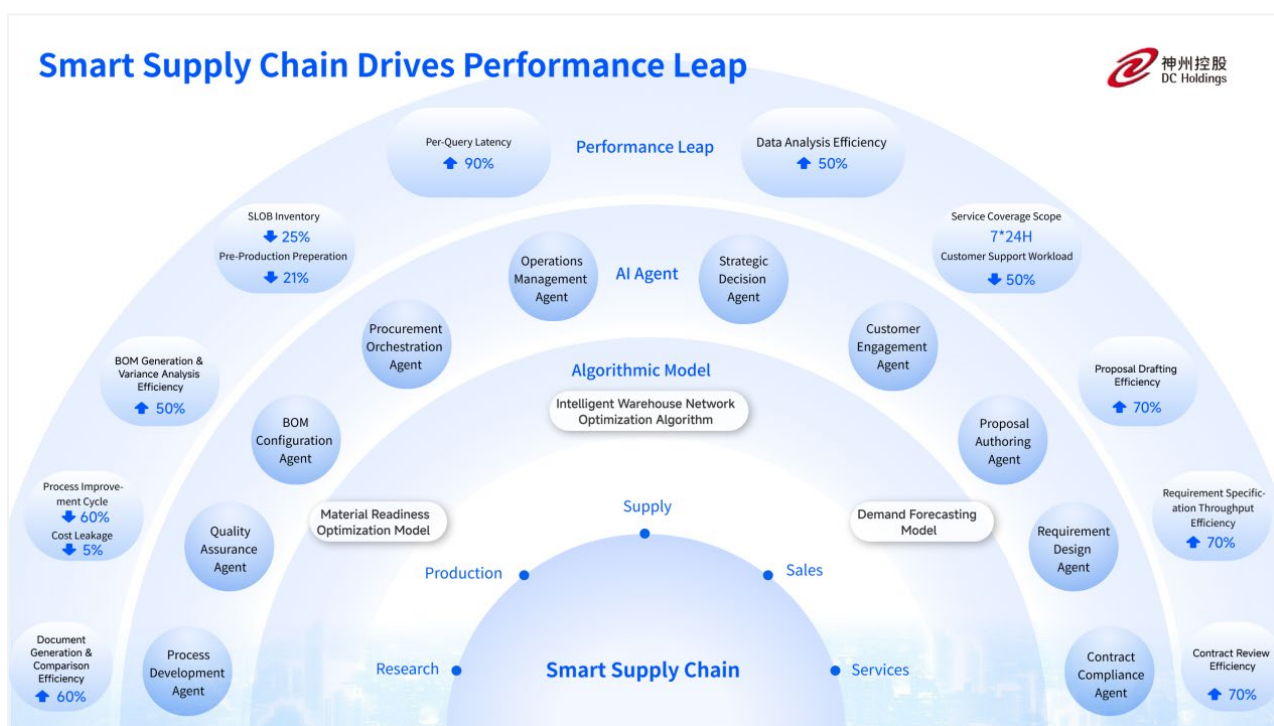 Smart Supply Chain Drives Performance Leap
神州控股
DC Holdings
Per-Query Latency
90%
Performance Leap
Data Analysis Efficiency
50%
SLOB Inventory
25%
Pre-Production Preperation
21%
Service Coverage Scope
7*24H
Customer Support Workload
50%
Operations
Management
Agent
AI Agent
Strategic
Decision
Agent
Procurement
Orchestration
Agent
Customer
Engagement
Agent
BOM Generation &
Variance Analysis
Efficiency
50%
Algorithmic Model
Proposal Drafting
Efficiency
70%
Intelligent Warehouse Network
Optimization Algorithm
BOM
Configuration
Agent
Proposal
Authoring
Agent
Process Improve-
ment Cycle
60%
Cost Leakage
5%
Material Readiness
Optimization Model
Supply
Demand Forecasting
Model
Requirement Specific-
ation Throughput
Efficiency
70%
Quality
Assurance
Agent
Requirement
Design
Agent
Production
Sales
Document
Generation &
Comparison
Efficiency
60%
Process
Development
Agent
Research
Smart Supply Chain
Services
Contract
Compliance
Agent
Contract Review
Efficiency
70%